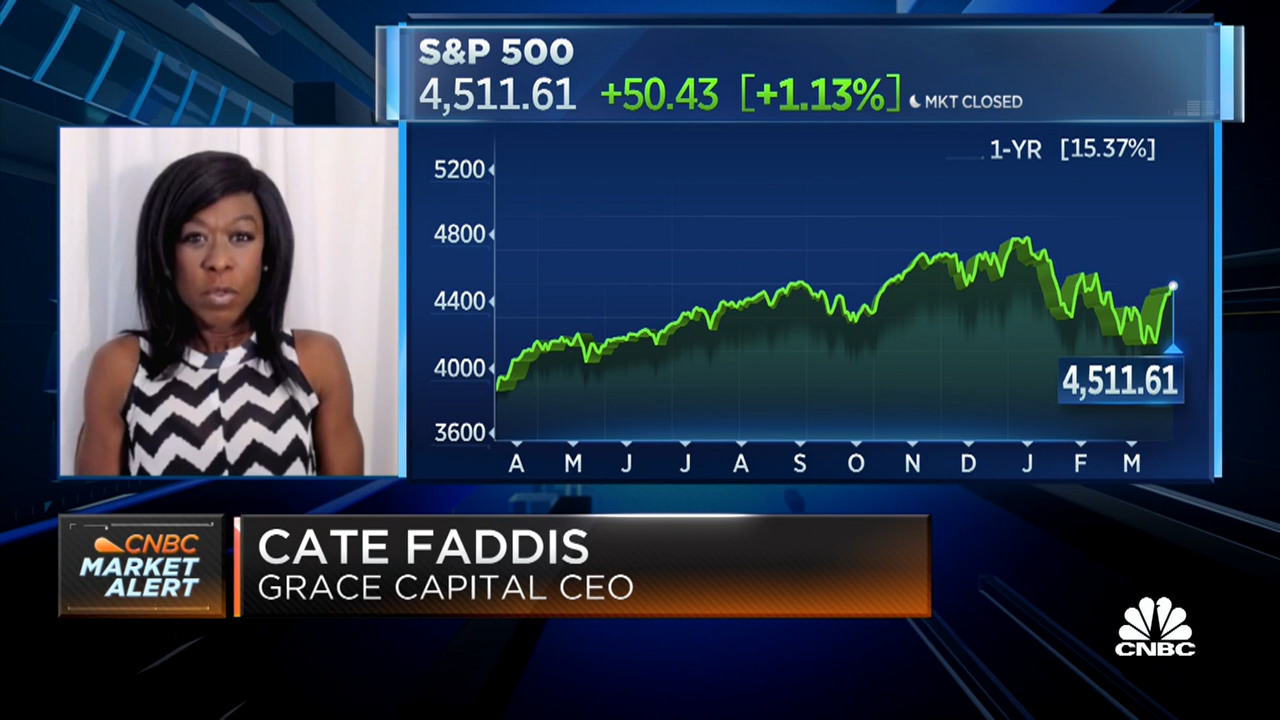 S&P 500
4,511.61 +50.43 [+1.13%] MKT CLOSED
1-YR [15.37%]
5200
4800
4400
4000
3600
4,511.61
A M J J A S O N D J F M
CNBC
MARKET
ALERT
CATE FADDIS
GRACE CAPITAL CEO
CNBC